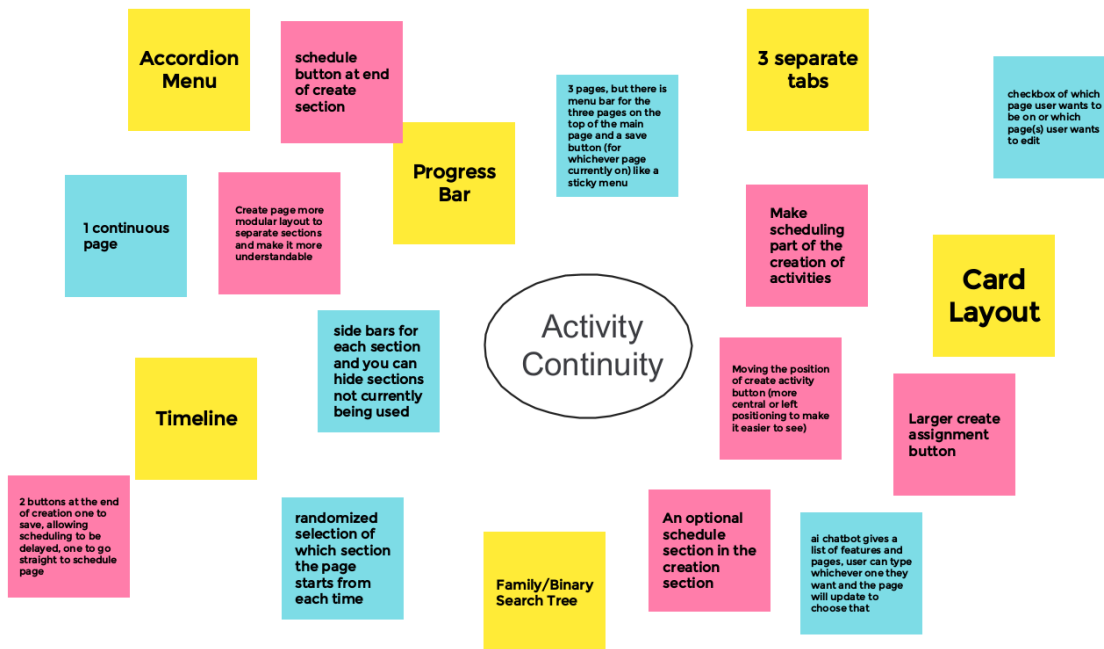 Accordion
Menu
schedule
button at end
of create
section
3 separate
tabs
3 pages, but there is
menu bar for the
three pages on the
top of the main
page and a save
button (for
whichever page
currently on) like a
sticky menu
checkbox of which
page user wants to
be on or which
page(s) user wants
to edit
Progress
Bar
1 continuous
page
Create page more
modular layout to
separate sections
and make it more
understandable
Make
scheduling
part of the
creation of
activities
Card
Layout
side bars for
each section
and you can
hide sections
not currently
being used
Activity
Continuity
Moving the position
of create activity
button (more
central or left
positioning to make
it easier to see)
Timeline
Larger create
assignment
button
2 buttons at the end
of creation one to
save, allowing
scheduling to be
delayed, one to go
straight to schedule
page
randomized
selection of
which section
the page
starts from
each time
Family/Binary
Search Tree
An optional
schedule
section in the
creation
section
ai chatbot gives a
list of features and
pages, user can type
whichever one they
want and the page
will update to
choose that